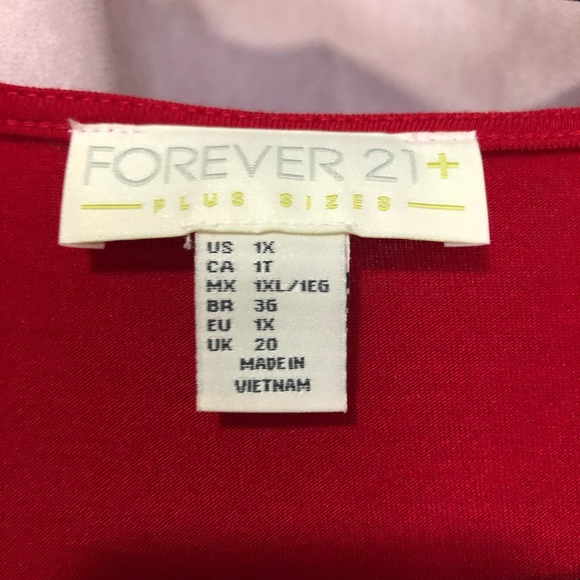 FOREVER 21+
PLUS SIZES
US 1X
CA 1T
MX 1XL/1EG
BR 3G
EU 1X
UK 20
MADE IN
VIETNAM